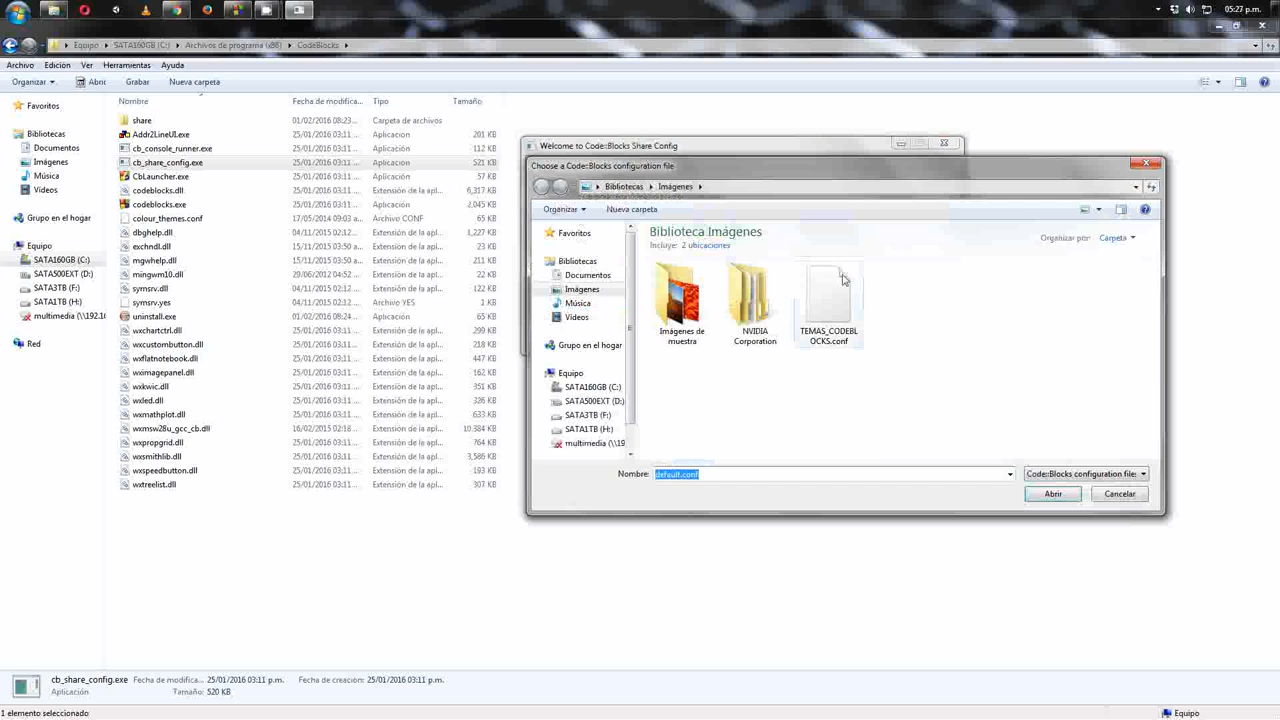 05:27 p.m.
Equipo ▸ SATA160GB (C:) ▸ Archivos de programa (x86) ▸ CodeBlocks ▸
Archivo Edición Ver Herramientas Ayuda
Organizar Abrir Grabar Nueva carpeta
Nombre Fecha de modifica... Tipo Tamaño
Favoritos
Bibliotecas
Documentos
Imágenes
Música
Vídeos
Grupo en el hogar
Equipo
SATA160GB (C:)
SATA500EXT (D:)
SATA3TB (F:)
SATA1TB (H:)
multimedia (\\192.16
Red
share 01/02/2016 08:23... Carpeta de archivos
Addr2LineUI.exe 25/01/2016 03:11 ... Aplicación 201 KB
cb_console_runner.exe 25/01/2016 03:11 ... Aplicación 112 KB
cb_share_config.exe 25/01/2016 03:11 ... Aplicación 521 KB
CbLauncher.exe 25/01/2016 03:11 ... Aplicación 57 KB
codeblocks.dll 25/01/2016 03:11 ... Extensión de la apl... 6,317 KB
codeblocks.exe 25/01/2016 03:11 ... Aplicación 2,045 KB
colour_themes.conf 17/05/2014 09:03 a... Archivo CONF 65 KB
dbghelp.dll 04/11/2015 03:11 ... Extensión de la apl... 65 KB
exchndl.dll 15/11/2015 03:50 a... Extensión de la apl... 23 KB
mgwhelp.dll 15/11/2015 03:50 a... Extensión de la apl...
mingwm10.dll 29/06/2012 04:52 ... Extensión de la apl... 22 KB
symsrv.dll 04/11/2015 03:11 ... Extensión de la apl...
symsrv.yes 04/11/2015 03:11 ... Archivo YES 1 KB
uninstall.exe 01/02/2016 08:24 ... Aplicación 65 KB
wxchartctrl.dll 25/01/2016 03:11 ... Extensión de la apl... 299 KB
wxcustombutton.dll 25/01/2016 03:11 ... Extensión de la apl... 178 KB
wxflatnotebook.dll 25/01/2016 03:11 ... Extensión de la apl... 447 KB
wximagepanel.dll 25/01/2016 03:11 ... Extensión de la apl... 162 KB
wxkwic.dll 25/01/2016 03:11 ... Extensión de la apl... 351 KB
wxled.dll 25/01/2016 03:11 ... Extensión de la apl... 326 KB
wxmathplot.dll 25/01/2016 03:11 ... Extensión de la apl... 633 KB
wxmsw28u_gcc_cb.dll 16/02/2015 02:18 ... Extensión de la apl... 10,384 KB
wxpropgrid.dll 25/01/2016 03:11 ... Extensión de la apl... 764 KB
wxsmithlib.dll 25/01/2016 03:11 ... Extensión de la apl... 3,586 KB
wxspeedbutton.dll 25/01/2016 03:11 ... Extensión de la apl... 193 KB
wxtreelist.dll 25/01/2016 03:11 ... Extensión de la apl... 307 KB
Welcome to Code::Blocks Share Config
Choose a Code::Blocks configuration file
Bibliotecas ▸ Imágenes ▸
Organizar Nueva carpeta
Favoritos
Bibliotecas
Documentos
Imágenes
Música
Vídeos
Grupo en el hogar
Equipo
SATA160GB (C:)
SATA500EXT (D:)
SATA3TB (F:)
SATA1TB (H:)
multimedia (\\19
Biblioteca Imágenes
Incluye: 2 ubicaciones
Organizar por: Carpeta
Imágenes de
muestra
NVIDIA
Corporation
TEMAS_CODEBL
OCKS.conf
Nombre: default.conf Code::Blocks configuration file:
Abrir Cancelar
cb_share_config.exe Fecha de modifica... 25/01/2016 03:11 p.m. Fecha de creación: 25/01/2016 03:11 p.m.
Aplicación Tamaño: 520 KB
1 elemento seleccionado Equipo